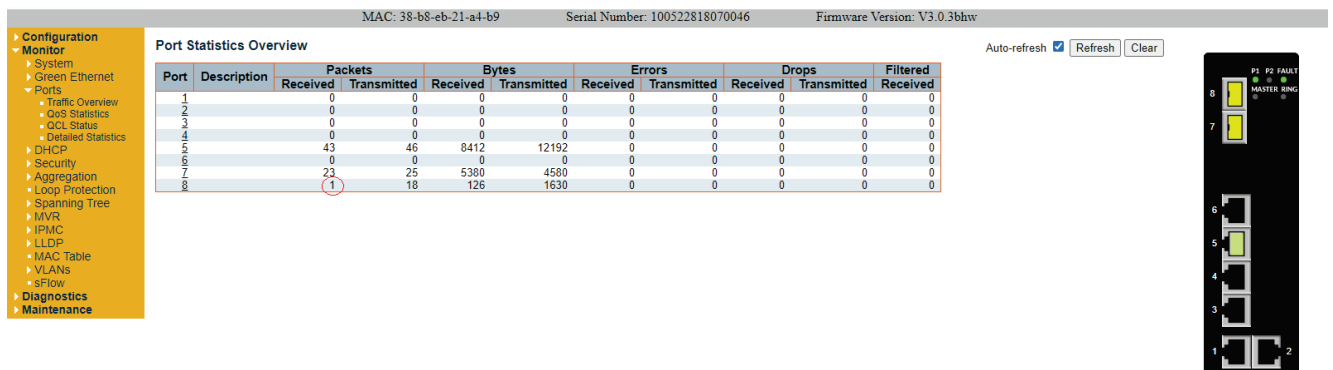 MAC: 38-b8-eb-21-a4-b9 Serial Number: 100522818070046 Firmware Version: V3.0.3bhw
Configuration
Monitor
System
Green Ethernet
Ports
Traffic Overview
QoS Statistics
QCL Status
Detailed Statistics
DHCP
Security
Aggregation
Loop Protection
Spanning Tree
MVR
IPMC
LLDP
MAC Table
VLANs
sFlow
Diagnostics
Maintenance
Port Statistics Overview
Auto-refresh Refresh Clear
Port Description Packets Bytes Errors Drops Filtered
Received Transmitted Received Transmitted Received Transmitted Received Transmitted Received
1 0 0 0 0 0 0 0 0 0
2 0 0 0 0 0 0 0 0 0
3 0 0 0 0 0 0 0 0 0
4 0 0 0 0 0 0 0 0 0
5 43 46 8412 12192 0 0 0 0 0
6 0 0 0 0 0 0 0 0 0
7 23 25 5380 4580 0 0 0 0 0
8 1 18 126 1630 0 0 0 0 0
P1 P2 FAULT
MASTER RING
8
7
6
5
4
3
1 2